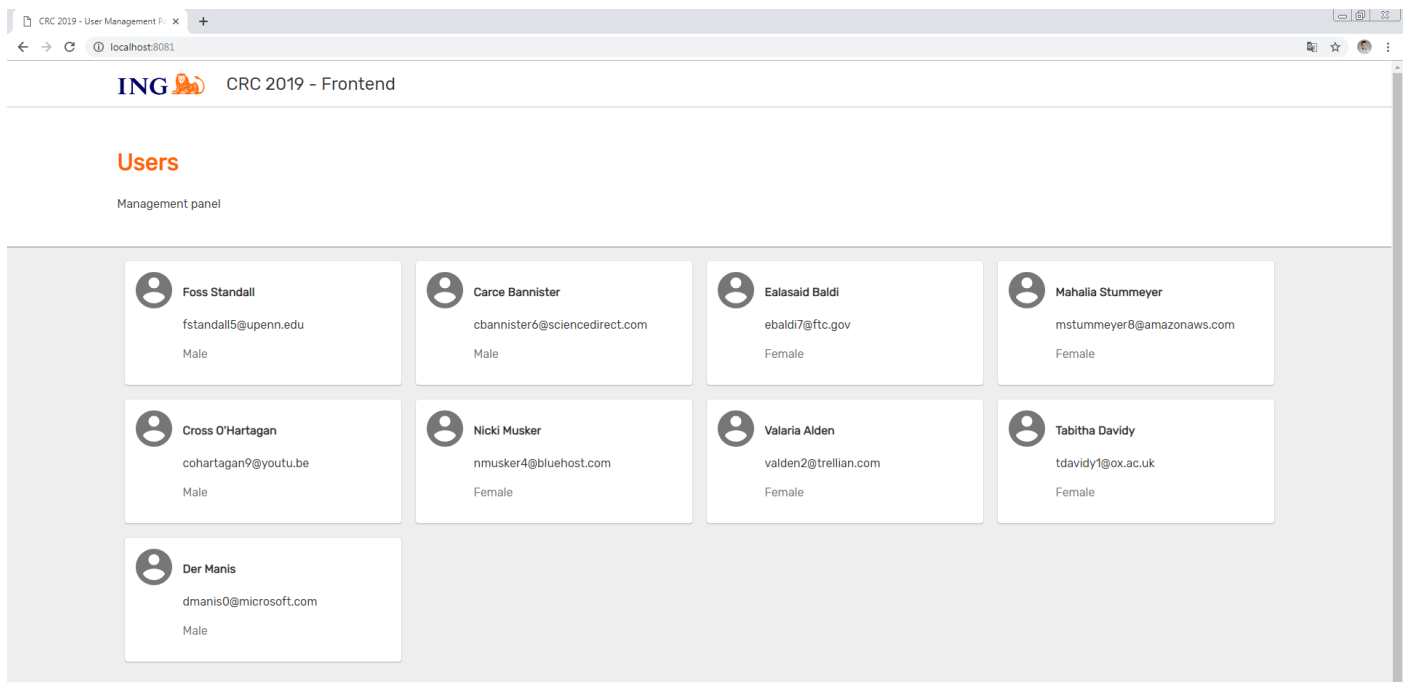 CRC 2019 - User Management P
localhost:8081
ING CRC 2019 - Frontend
Users
Management panel
Foss Standall
fstandall5@upenn.edu
Male
Carce Bannister
cbannister6@sciencedirect.com
Male
Ealasaid Baldi
ebaldi7@ftc.gov
Female
Mahalia Stummeyer
mstummeyer8@amazonaws.com
Female
Cross O'Hartagan
cohartagan9@youtu.be
Male
Nicki Musker
nmusker4@bluehost.com
Female
Valaria Alden
valden2@trellian.com
Female
Tabitha Davidy
tdavidy1@ox.ac.uk
Female
Der Manis
dmanis0@microsoft.com
Male